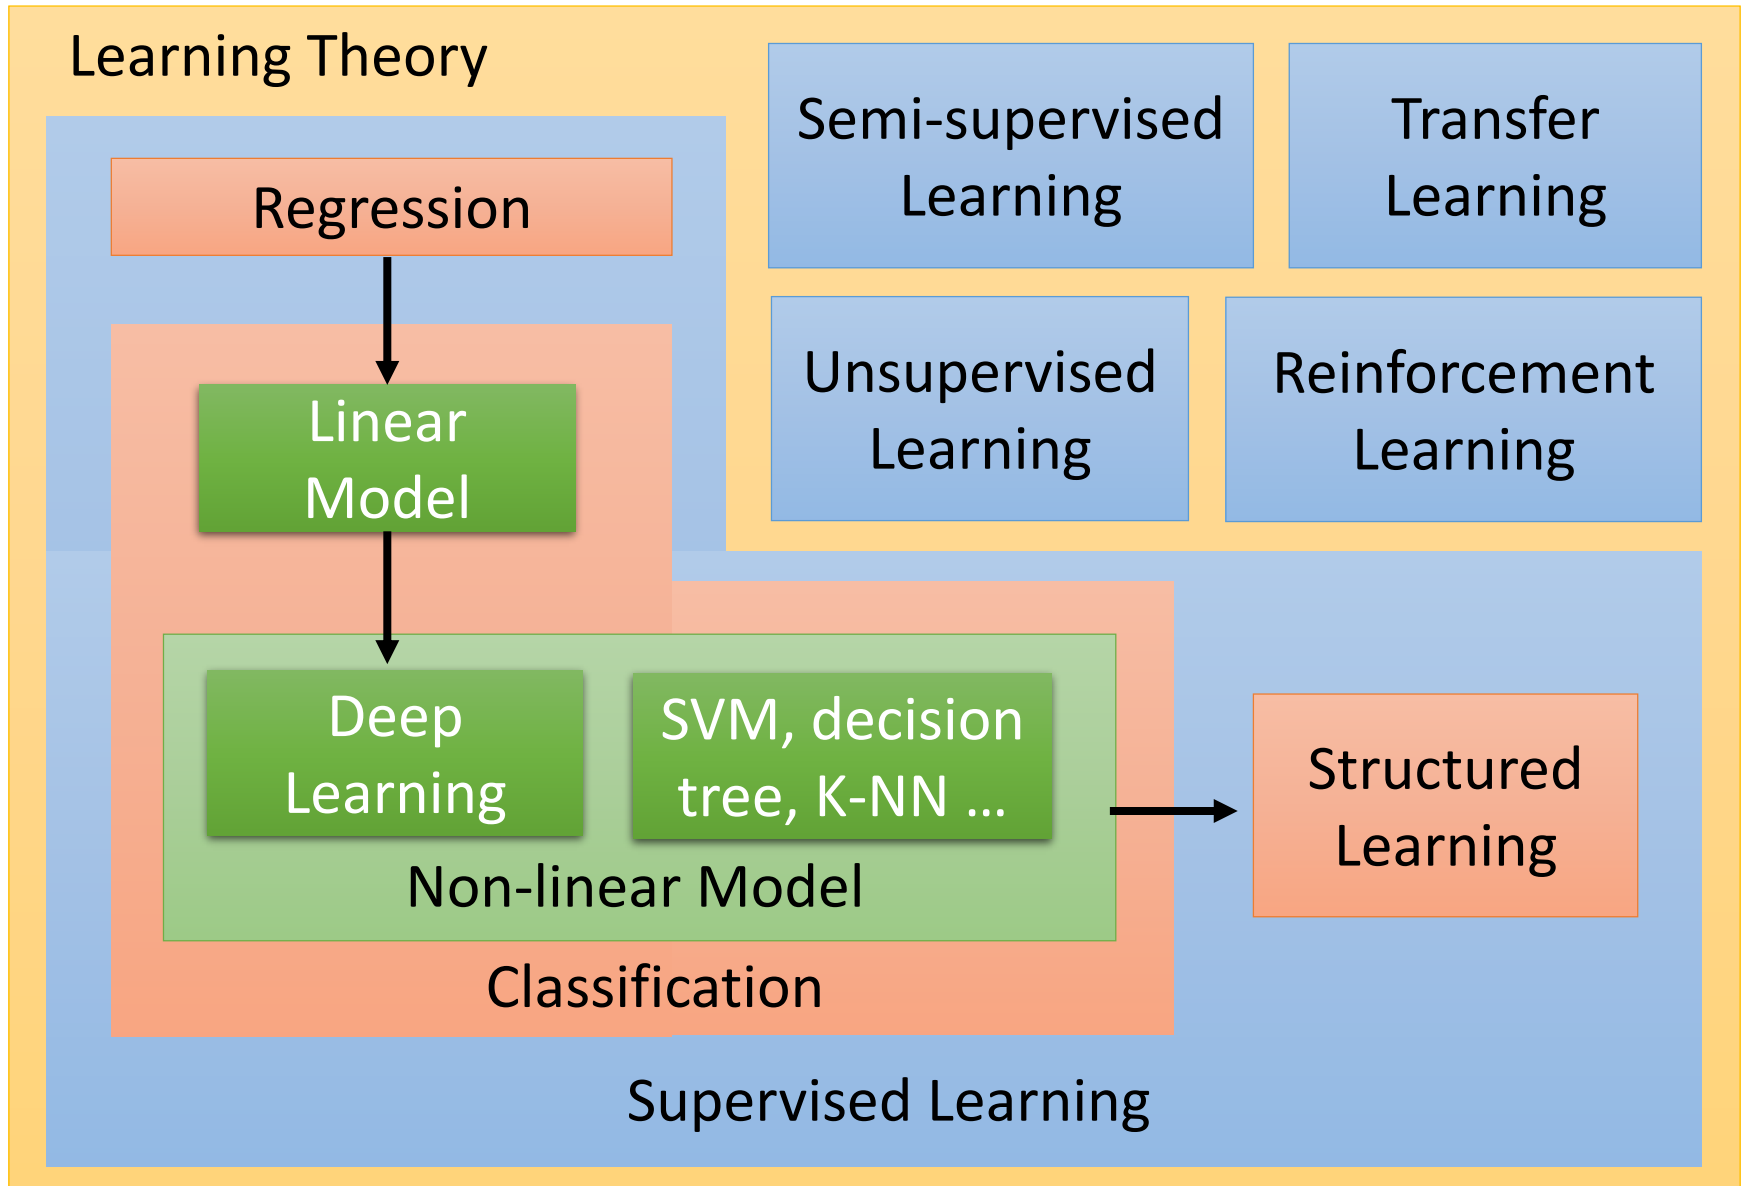 Learning Theory
Regression
Linear
Model
Deep
Learning
SVM, decision
tree, K-NN ...
Non-linear Model
Classification
Structured
Learning
Supervised Learning
Semi-supervised
Learning
Transfer
Learning
Unsupervised
Learning
Reinforcement
Learning